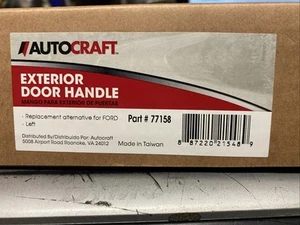 AUTOCRAFT
EXTERIOR
DOOR HANDLE
MANGO PARA EXTERIOR DE PUERTAS
- Replacement alternative for FORD
- Left
Part # 77158
Distributed By/Distribuido Por: Autocraft
5008 Airport Road Roanoke, VA 24012
Made in Taiwan
8 87220 21548 9